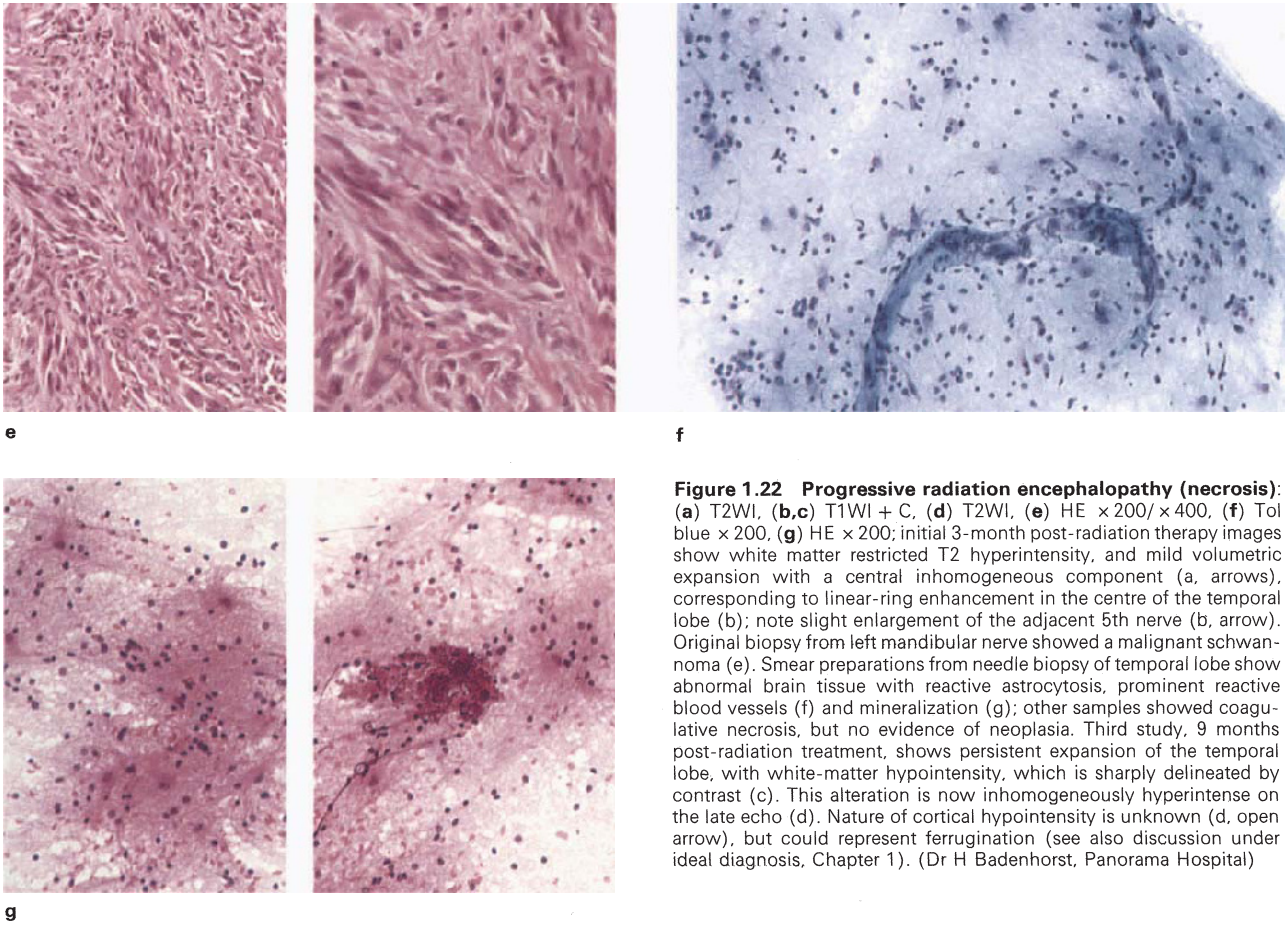 e
f
g
Figure 1.22 Progressive radiation encephalopathy (necrosis):
(a) T2WI, (b,c) T1WI + C, (d) T2WI, (e) HE ×200/×400, (f) Tol
blue ×200, (g) HE ×200; initial 3-month post-radiation therapy images
show white matter restricted T2 hyperintensity, and mild volumetric
expansion with a central inhomogeneous component (a, arrows),
corresponding to linear-ring enhancement in the centre of the temporal
lobe (b); note slight enlargement of the adjacent 5th nerve (b, arrow).
Original biopsy from left mandibular nerve showed a malignant schwan-
noma (e). Smear preparations from needle biopsy of temporal lobe show
abnormal brain tissue with reactive astrocytosis, prominent reactive
blood vessels (f) and mineralization (g); other samples showed coagu-
lative necrosis, but no evidence of neoplasia. Third study, 9 months
post-radiation treatment, shows persistent expansion of the temporal
lobe, with white-matter hypointensity, which is sharply delineated by
contrast (c). This alteration is now inhomogeneously hyperintense on
the late echo (d). Nature of cortical hypointensity is unknown (d, open
arrow), but could represent ferrugination (see also discussion under
ideal diagnosis, Chapter 1). (Dr H Badenhorst, Panorama Hospital)